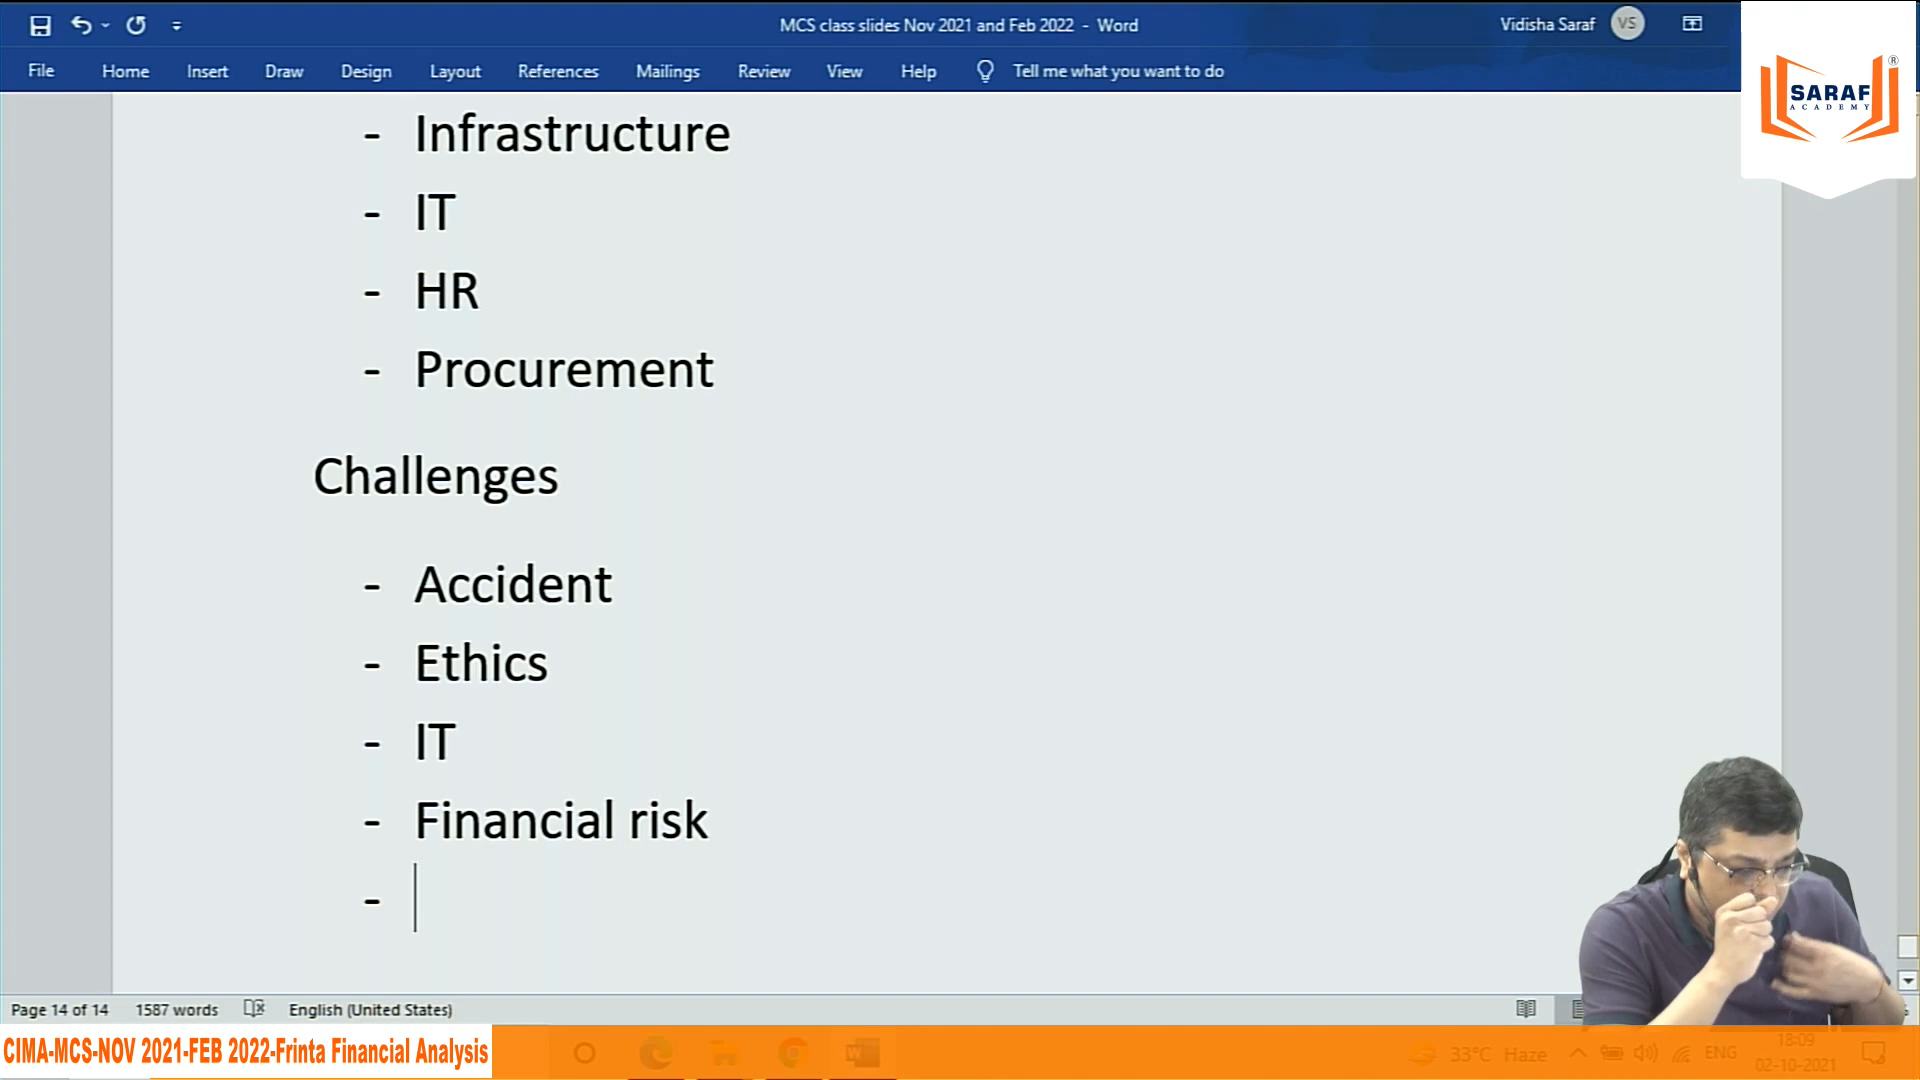 MCS class slides Nov 2021 and Feb 2022 - Word
Vidisha Saraf
VS
File Home Insert Draw Design Layout References Mailings Review View Help Tell me what you want to do
SARAF
ACADEMY
®
- Infrastructure
- IT
- HR
- Procurement
Challenges
- Accident
- Ethics
- IT
- Financial risk
-
Page 14 of 14 1587 words English (United States)
CIMA-MCS-NOV 2021-FEB 2022-Frinta Financial Analysis
33°C Haze ENG
18:09
02-10-2021